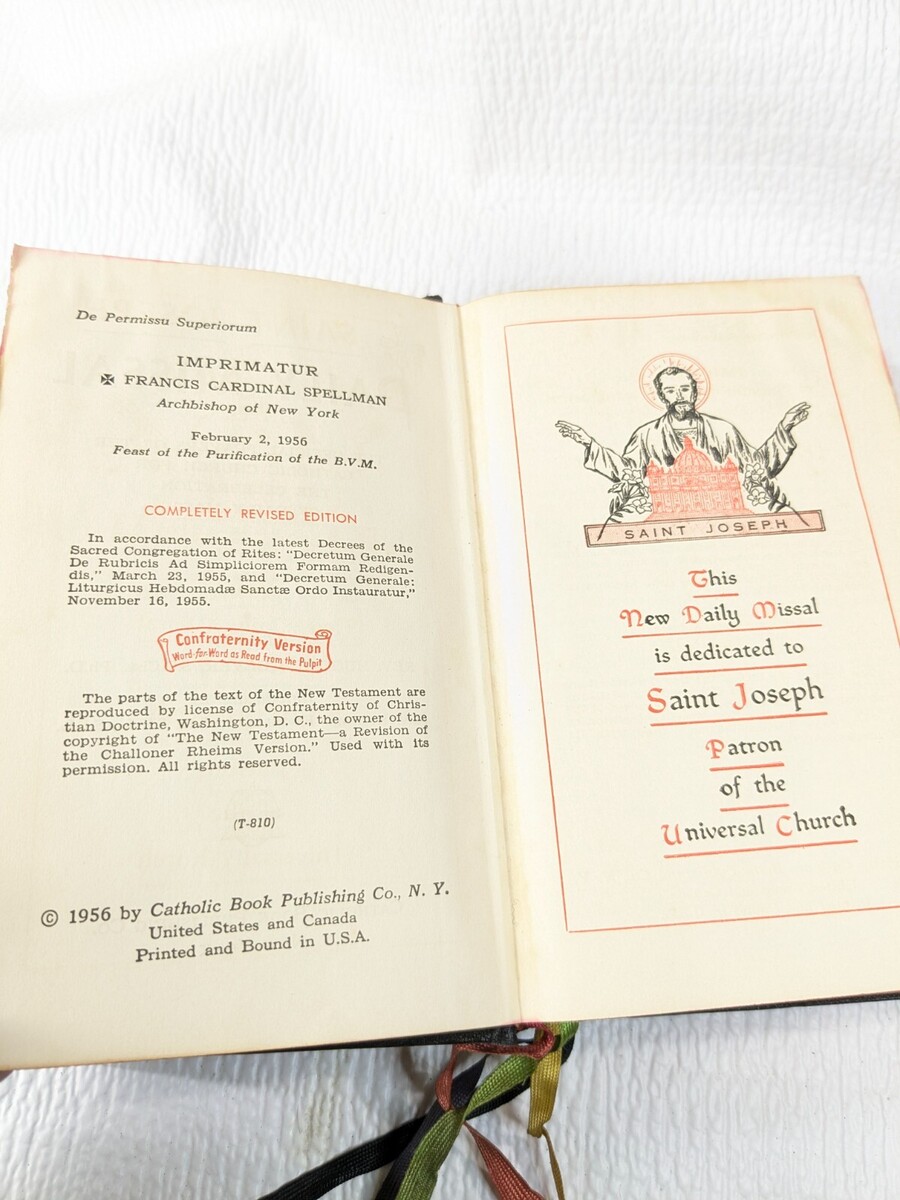 De Permissu Superiorum
IMPRIMATUR
✠ FRANCIS CARDINAL SPELLMAN
Archbishop of New York
February 2, 1956
Feast of the Purification of the B.V.M.
COMPLETELY REVISED EDITION
In accordance with the latest Decrees of the
Sacred Congregation of Rites: "Decretum Generale
De Rubricis Ad Simpliciorem Formam Redigen-
dis," March 23, 1955, and "Decretum Generale:
Liturgicus Hebdomadæ Sanctæ Ordo Instauratur,"
November 16, 1955.
Confraternity Version
Word-for-Word as Read from the Pulpit
The parts of the text of the New Testament are
reproduced by license of Confraternity of Chris-
tian Doctrine, Washington, D. C., the owner of the
copyright of "The New Testament—a Revision of
the Challoner Rheims Version." Used with its
permission. All rights reserved.
(T-810)
© 1956 by Catholic Book Publishing Co., N. Y.
United States and Canada
Printed and Bound in U.S.A.
SAINT JOSEPH
This
New Daily Missal
is dedicated to
Saint Joseph
Patron
of the
Universal Church